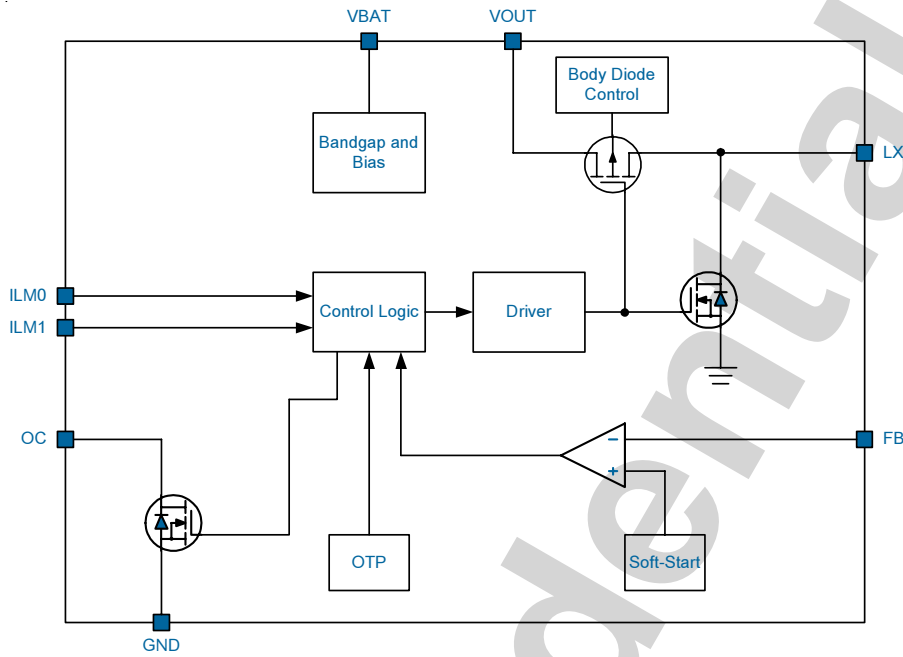 VBAT
VOUT
Body Diode
Control
Bandgap and
Bias
LX
ILM0
ILM1
Control Logic
Driver
OC
FB
-
+
OTP
Soft-Start
GND
dential